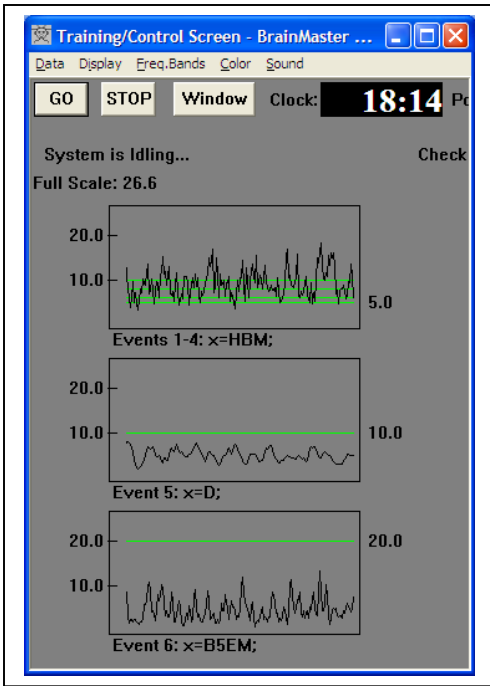 Training/Control Screen - BrainMaster ...
Data Display Freq.Bands Color Sound
GO STOP Window Clock: 18:14
System is Idling... Check
Full Scale: 26.6
20.0
10.0
5.0
Events 1-4: x=HBM;
20.0
10.0 10.0
Event 5: x=D;
20.0 20.0
10.0
Event 6: x=B5EM;